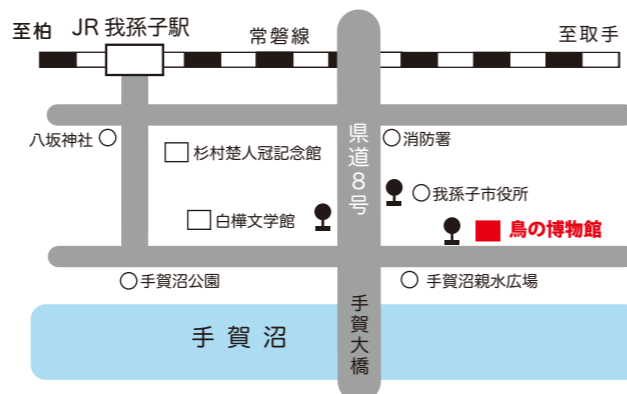 至柏
JR 我孫子駅
常磐線
至取手
八坂神社
杉村楚人冠記念館
県道8号
消防署
我孫子市役所
白樺文学館
鳥の博物館
手賀沼公園
手賀沼親水広場
手賀沼
手賀大橋